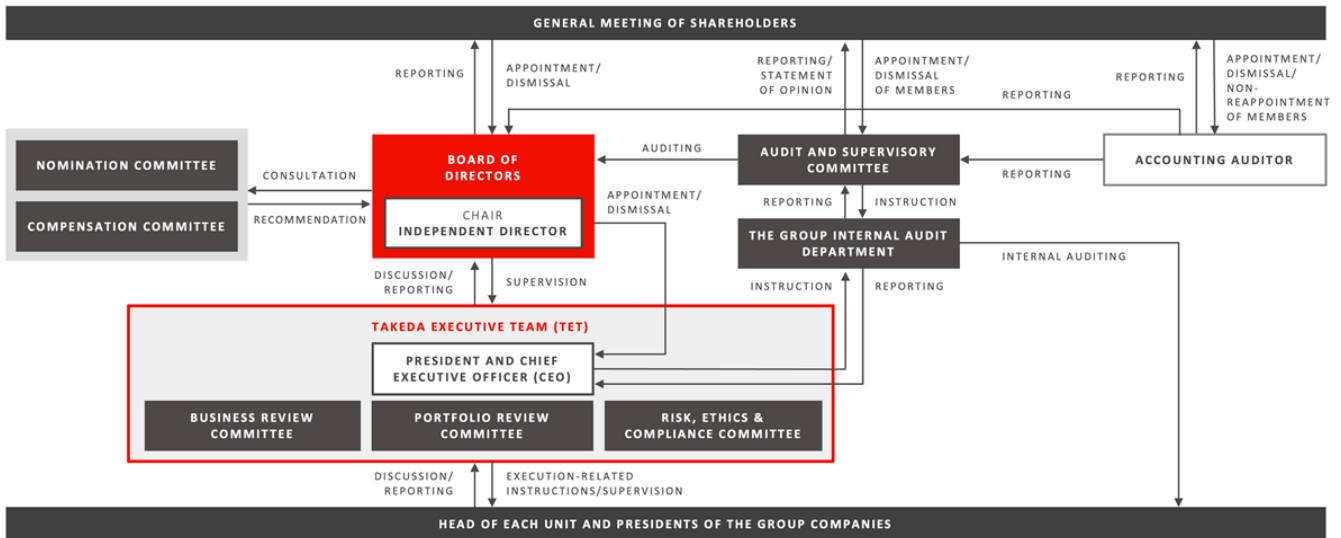 GENERAL MEETING OF SHAREHOLDERS
REPORTING
APPOINTMENT/
DISMISSAL
REPORTING/
STATEMENT
OF OPINION
APPOINTMENT/
DISMISSAL
OF MEMBERS
REPORTING
REPORTING
APPOINTMENT/
DISMISSAL/
NON-
REAPPOINTMENT
OF MEMBERS
NOMINATION COMMITTEE
COMPENSATION COMMITTEE
CONSULTATION
RECOMMENDATION
BOARD OF
DIRECTORS
CHAIR
INDEPENDENT DIRECTOR
AUDITING
APPOINTMENT/
DISMISSAL
AUDIT AND SUPERVISORY
COMMITTEE
REPORTING
ACCOUNTING AUDITOR
REPORTING
INSTRUCTION
THE GROUP INTERNAL AUDIT
DEPARTMENT
INTERNAL AUDITING
DISCUSSION/
REPORTING
SUPERVISION
INSTRUCTION
REPORTING
TAKEDA EXECUTIVE TEAM (TET)
PRESIDENT AND CHIEF
EXECUTIVE OFFICER (CEO)
BUSINESS REVIEW
COMMITTEE
PORTFOLIO REVIEW
COMMITTEE
RISK, ETHICS &
COMPLIANCE COMMITTEE
DISCUSSION/
REPORTING
EXECUTION-RELATED
INSTRUCTIONS/SUPERVISION
HEAD OF EACH UNIT AND PRESIDENTS OF THE GROUP COMPANIES